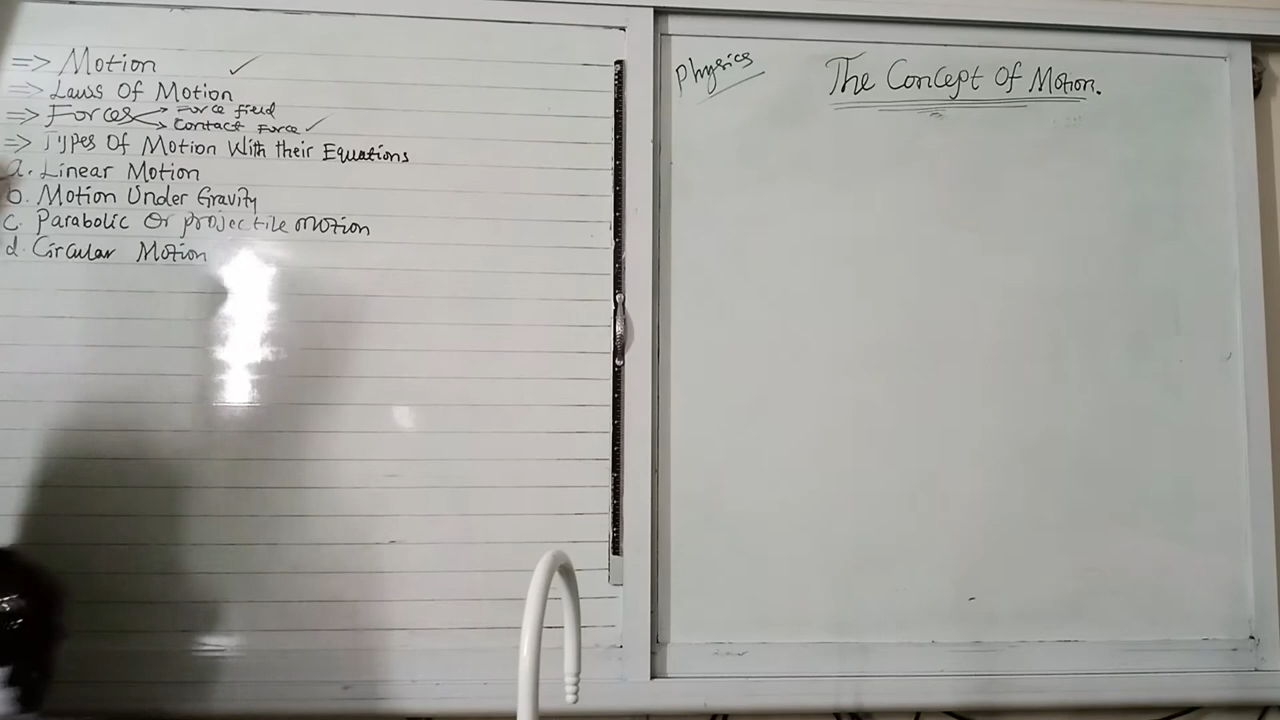 => Motion ✓
=> Laws Of Motion
=> Forces → Force field
→ Contact Force ✓
=> Types Of Motion With their Equations
a. Linear Motion
b. Motion Under Gravity
c. Parabolic Or projectile motion
d. Circular Motion
Physics
The Concept Of Motion.